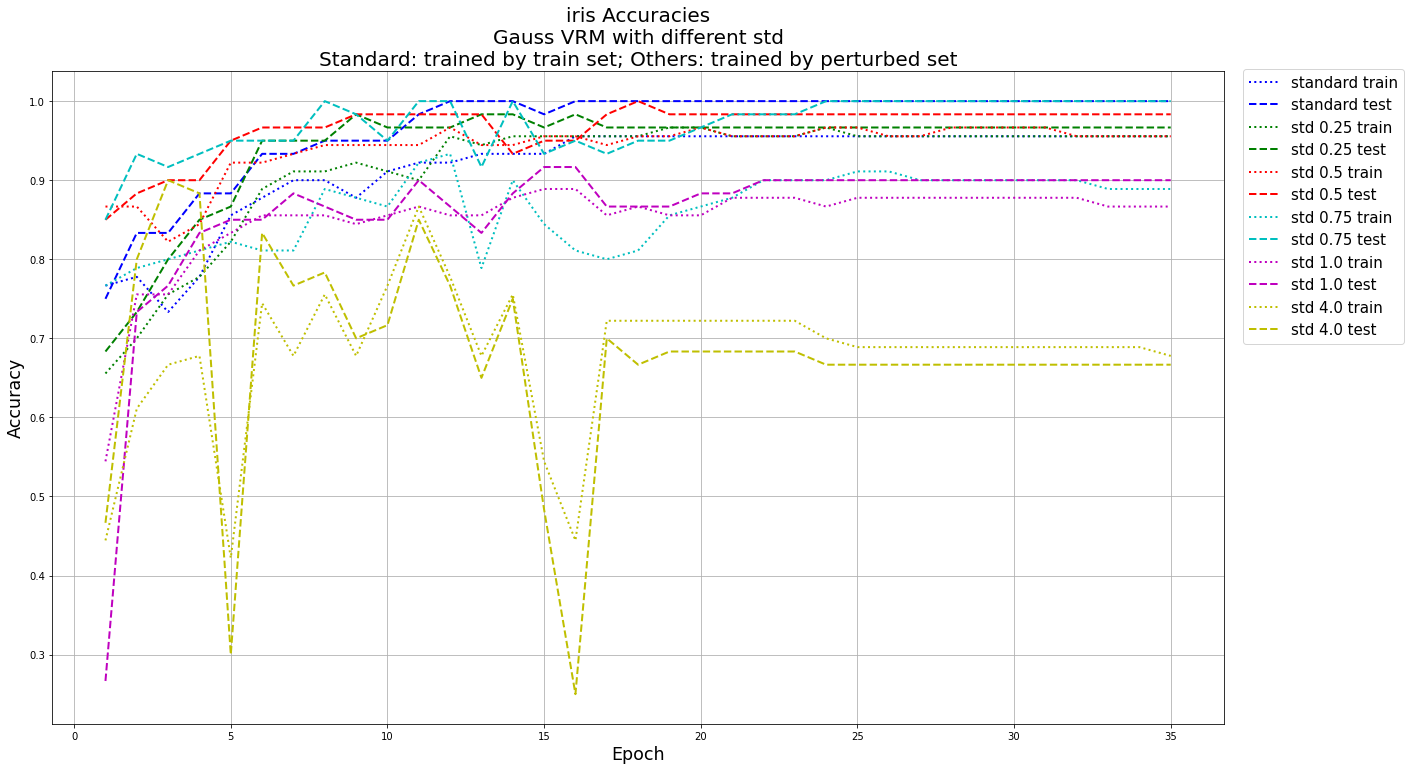 iris Accuracies
Gauss VRM with different std
Standard: trained by train set; Others: trained by perturbed set
1.0
0.9
0.8
0.7
0.6
0.5
0.4
0.3
Accuracy
0
5
10
15
20
25
30
35
Epoch
standard train
standard test
std 0.25 train
std 0.25 test
std 0.5 train
std 0.5 test
std 0.75 train
std 0.75 test
std 1.0 train
std 1.0 test
std 4.0 train
std 4.0 test